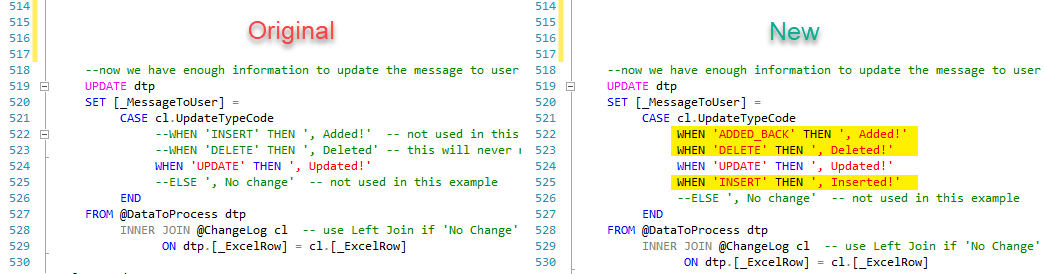 Original
514
515
516
517
518 --now we have enough information to update the message to user
519 UPDATE dtp
520 SET [_MessageToUser] =
521 CASE cl.UpdateTypeCode
522 --WHEN 'INSERT' THEN ', Added!' -- not used in this
523 --WHEN 'DELETE' THEN ', Deleted' -- this will never
524 WHEN 'UPDATE' THEN ', Updated!'
525 --ELSE ', No change' -- not used in this example
526 END
527 FROM @DataToProcess dtp
528 INNER JOIN @ChangeLog cl -- use Left Join if 'No Change'
529 ON dtp.[_ExcelRow] = cl.[_ExcelRow]
530
New
514
515
516
517
518 --now we have enough information to update the message to user
519 UPDATE dtp
520 SET [_MessageToUser] =
521 CASE cl.UpdateTypeCode
522 WHEN 'ADDED_BACK' THEN ', Added!'
523 WHEN 'DELETE' THEN ', Deleted!'
524 WHEN 'UPDATE' THEN ', Updated!'
525 WHEN 'INSERT' THEN ', Inserted!'
526 --ELSE ', No change' -- not used in this example
527 END
528 FROM @DataToProcess dtp
529 INNER JOIN @ChangeLog cl -- use Left Join if 'No Change'
530 ON dtp.[_ExcelRow] = cl.[_ExcelRow]